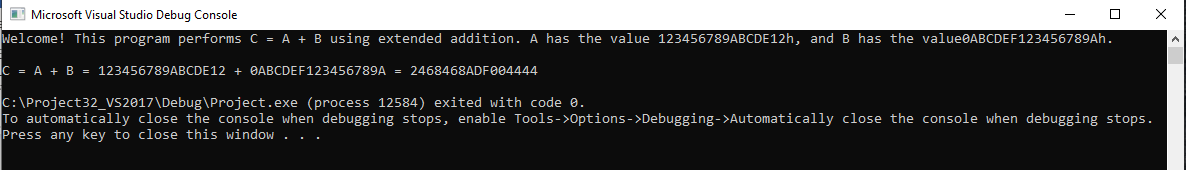 Microsoft Visual Studio Debug Console
Welcome! This program performs C = A + B using extended addition. A has the value 123456789ABCDE12h, and B has the value0ABCDEF123456789Ah.
C = A + B = 123456789ABCDE12 + 0ABCDEF123456789A = 2468468ADF004444
C:\Project32_VS2017\Debug\Project.exe (process 12584) exited with code 0.
To automatically close the console when debugging stops, enable Tools->Options->Debugging->Automatically close the console when debugging stops.
Press any key to close this window . . .